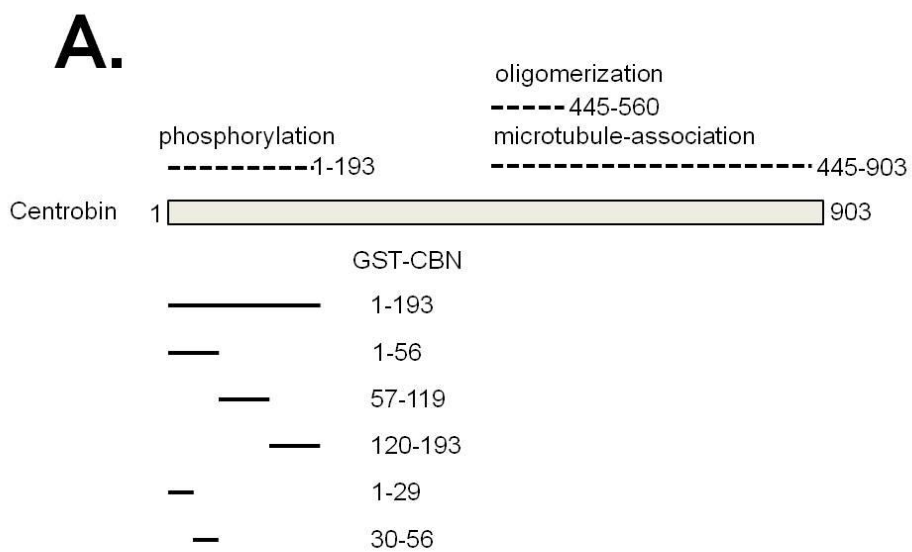 A.
oligomerization
445-560
phosphorylation
microtubule-association
1-193
445-903
Centrobin
1
903
GST-CBN
1-193
1-56
57-119
120-193
1-29
30-56